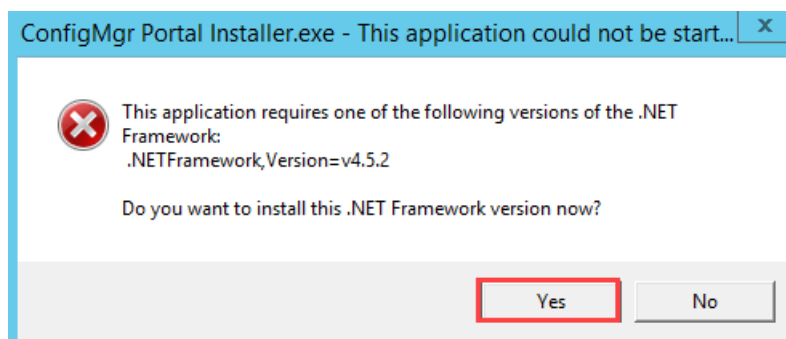 ConfigMgr Portal Installer.exe - This application could not be start...
This application requires one of the following versions of the .NET
Framework:
.NETFramework,Version=v4.5.2
Do you want to install this .NET Framework version now?
Yes No